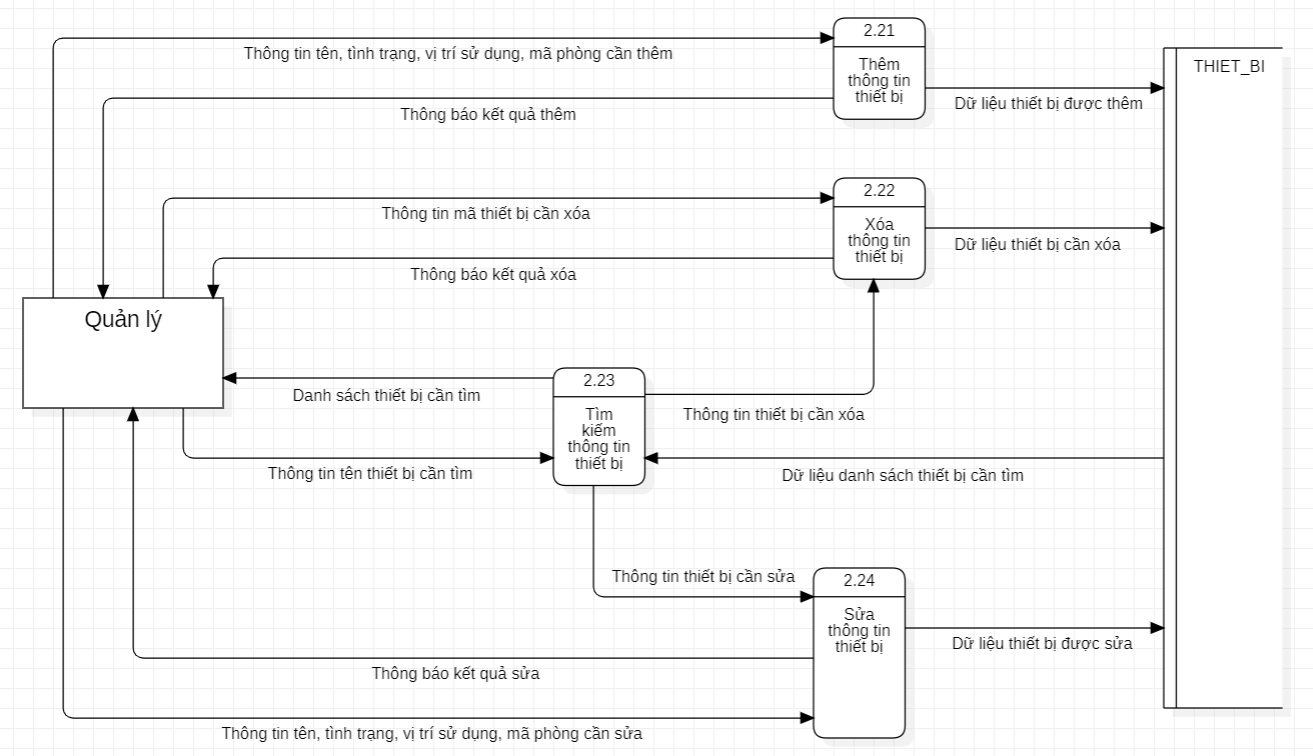 2.21
Thông tin tên, tình trạng, vị trí sử dụng, mã phòng cần thêm
Thêm
thông tin
thiết bị
THIET_BI
Dữ liệu thiết bị được thêm
Thông báo kết quả thêm
2.22
Thông tin mã thiết bị cần xóa
Xóa
thông tin
thiết bị
Dữ liệu thiết bị cần xóa
Thông báo kết quả xóa
Quản lý
2.23
Danh sách thiết bị cần tìm
Tìm
kiếm
thông tin
thiết bị
Thông tin thiết bị cần xóa
Thông tin tên thiết bị cần tìm
Dữ liệu danh sách thiết bị cần tìm
Thông tin thiết bị cần sửa
2.24
Sửa
thông tin
thiết bị
Dữ liệu thiết bị được sửa
Thông báo kết quả sửa
Thông tin tên, tình trạng, vị trí sử dụng, mã phòng cần sửa